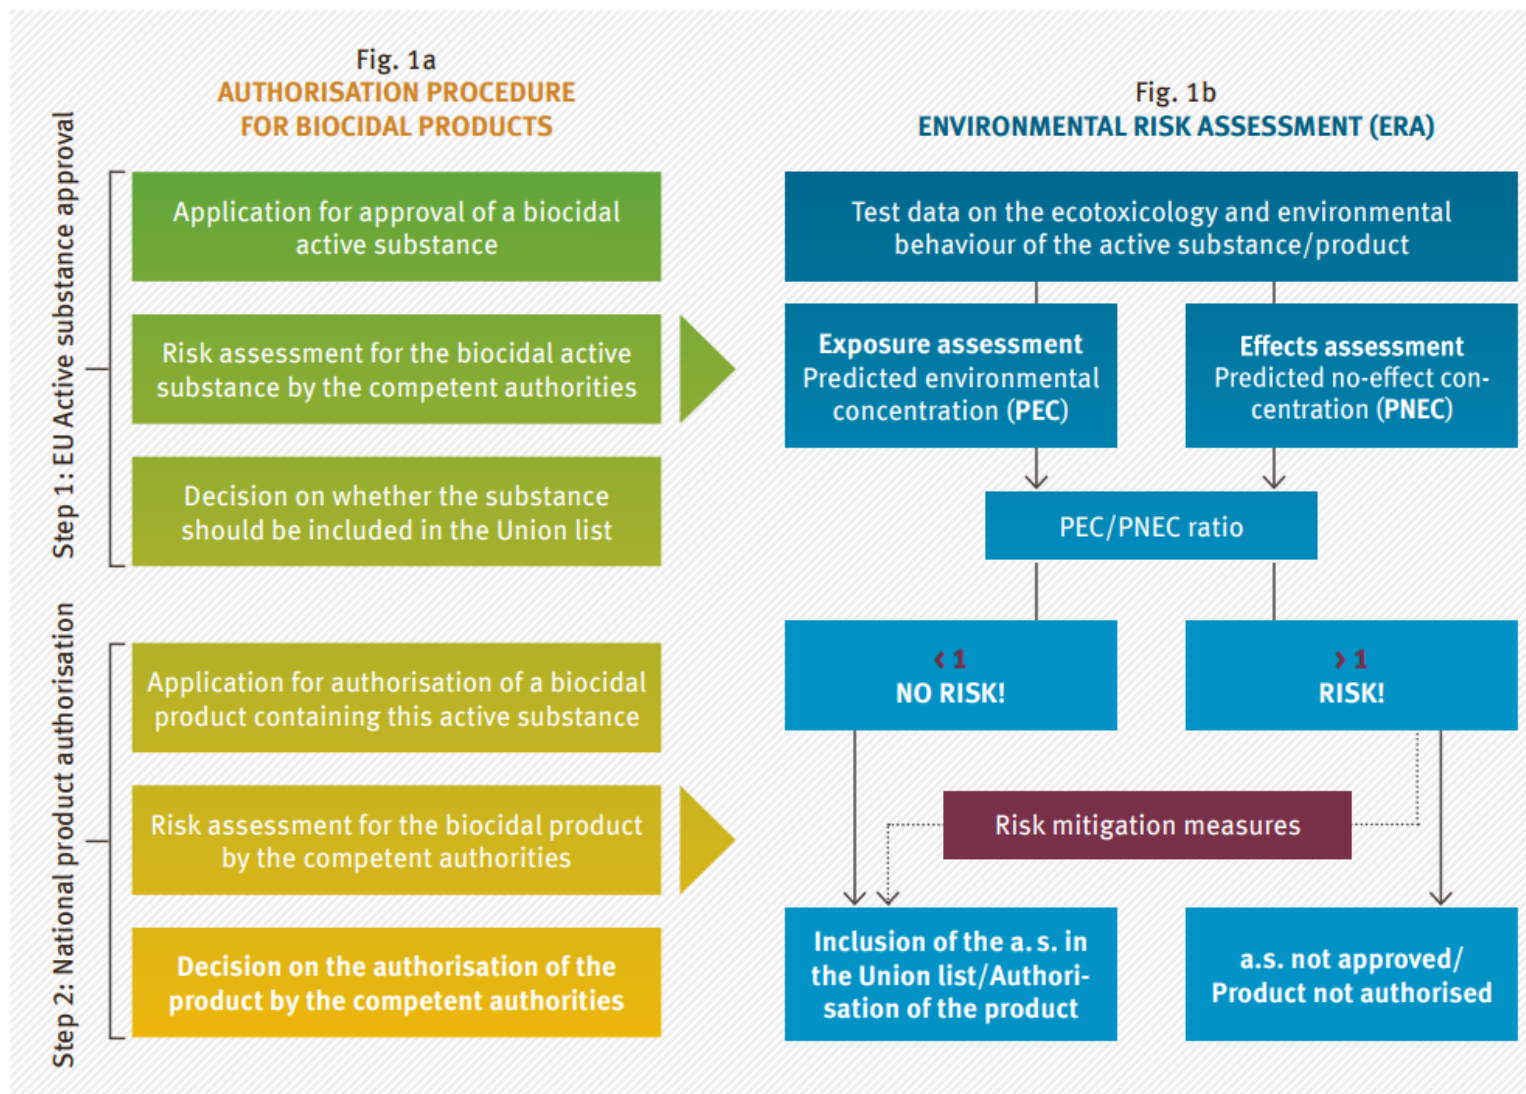 Fig. 1a
AUTHORISATION PROCEDURE
FOR BIOCIDAL PRODUCTS
Step 1: EU Active substance approval
Application for approval of a biocidal
active substance
Risk assessment for the biocidal active
substance by the competent authorities
Decision on whether the substance
should be included in the Union list
Step 2: National product authorisation
Application for authorisation of a biocidal
product containing this active substance
Risk assessment for the biocidal product
by the competent authorities
Decision on the authorisation of the
product by the competent authorities
Fig. 1b
ENVIRONMENTAL RISK ASSESSMENT (ERA)
Test data on the ecotoxicology and environmental
behaviour of the active substance/product
Exposure assessment
Predicted environmental
concentration (PEC)
Effects assessment
Predicted no-effect con-
centration (PNEC)
PEC/PNEC ratio
‹ 1
NO RISK!
› 1
RISK!
Risk mitigation measures
Inclusion of the a. s. in
the Union list/Authori-
sation of the product
a.s. not approved/
Product not authorised